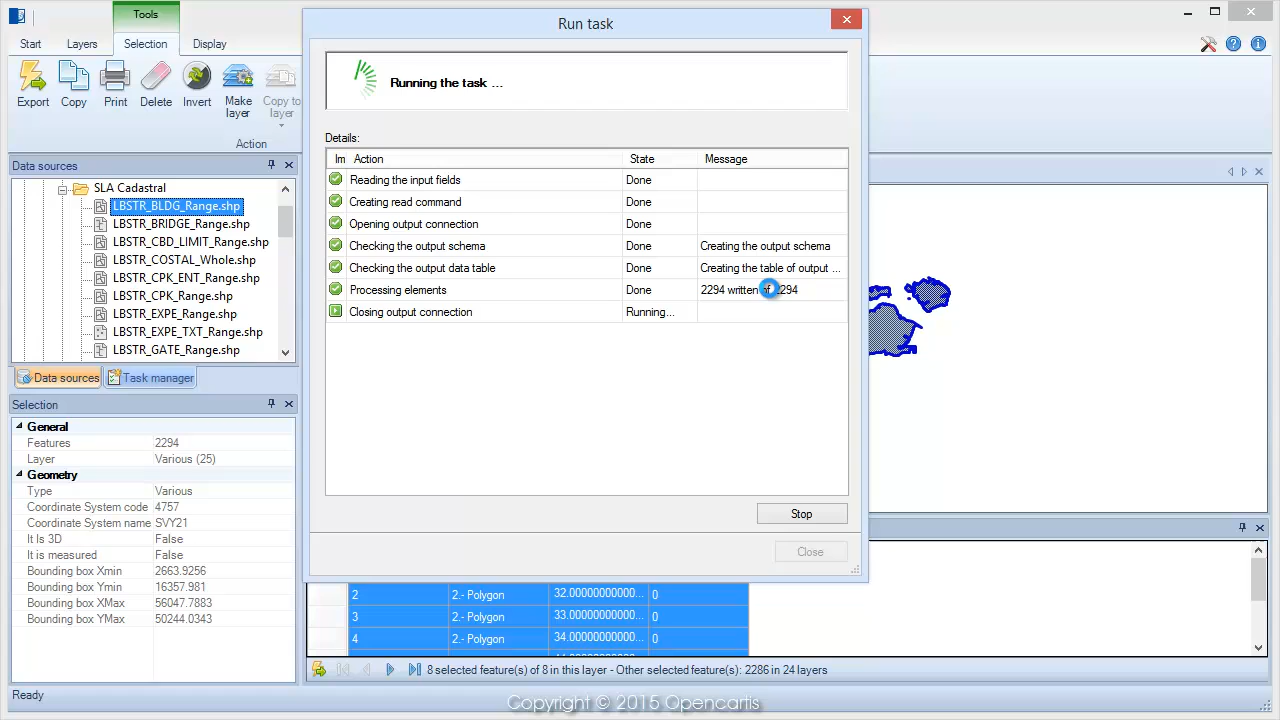 Tools
Start Layers Selection Display
Export Copy Print Delete Invert Make layer Copy to layer
Action
Data sources
SLA Cadastral
LBSTR_BLDG_Range.shp
LBSTR_BRIDGE_Range.shp
LBSTR_CBD_LIMIT_Range.shp
LBSTR_COSTAL_Whole.shp
LBSTR_CPK_ENT_Range.shp
LBSTR_CPK_Range.shp
LBSTR_EXPE_Range.shp
LBSTR_EXPE_TXT_Range.shp
LBSTR_GATE_Range.shp
Data sources Task manager
Selection
General
Features 2294
Layer Various (25)
Geometry
Type Various
Coordinate System code 4757
Coordinate System name SVY21
It Is 3D False
It is measured False
Bounding box Xmin 2663.9256
Bounding box Ymin 16357.981
Bounding box XMax 56047.7883
Bounding box YMax 50244.0343
Ready
Run task
Running the task ...
Details:
Im Action State Message
Reading the input fields Done
Creating read command Done
Opening output connection Done
Checking the output schema Done Creating the output schema
Checking the output data table Done Creating the table of output ...
Processing elements Done 2294 written of 2294
Closing output connection Running...
Stop
Close
2 2.- Polygon 32.00000000000... 0
3 2.- Polygon 33.00000000000... 0
4 2.- Polygon 34.00000000000... 0
8 selected feature(s) of 8 in this layer - Other selected feature(s): 2286 in 24 layers
Copyright © 2015 Opencartis